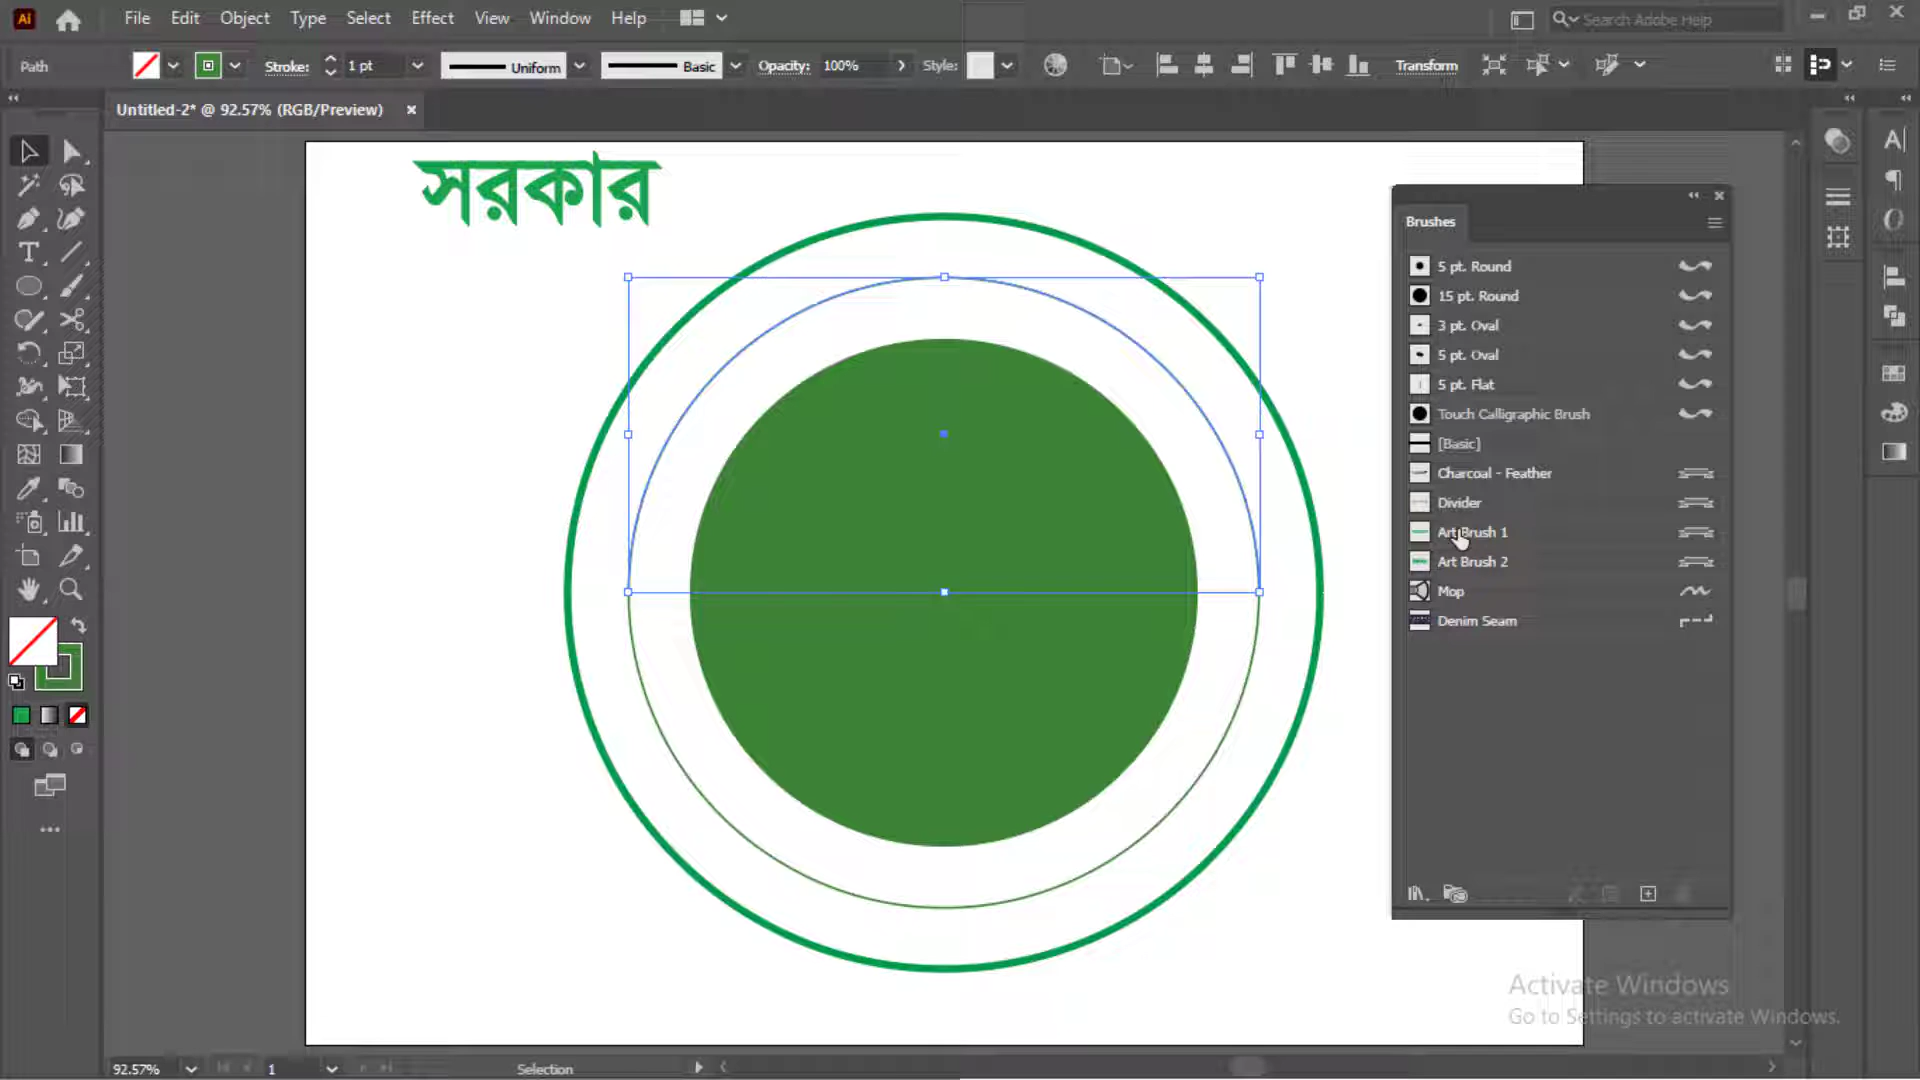 Ai File Edit Object Type Select Effect View Window Help Search Adobe Help
Path Stroke: 1 pt Uniform Basic Opacity: 100% Style: Transform
Untitled-2* @ 92.57% (RGB/Preview)
সরকার
Brushes
5 pt. Round
15 pt. Round
3 pt. Oval
5 pt. Oval
5 pt. Flat
Touch Calligraphic Brush
[Basic]
Charcoal - Feather
Divider
Art Brush 1
Art Brush 2
Mop
Denim Seam
Activate Windows
Go to Settings to activate Windows.
92.57% 1 Selection